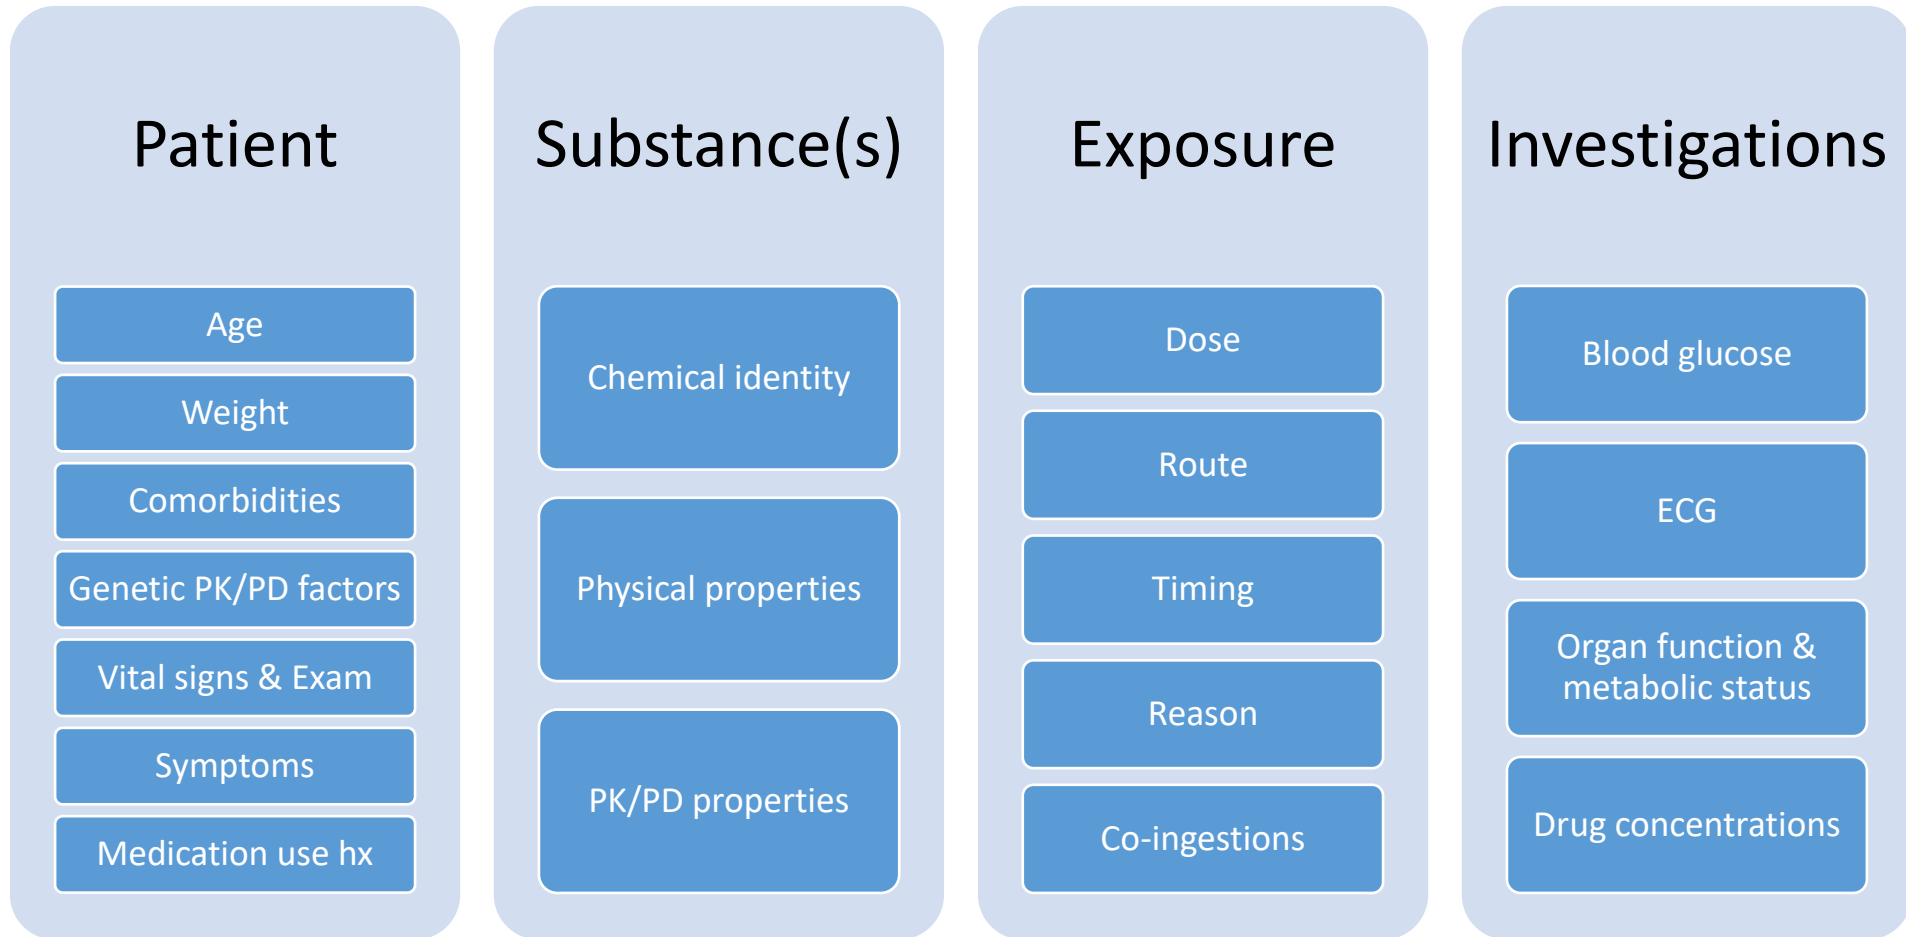 Patient
Age
Weight
Comorbidities
Genetic PK/PD factors
Vital signs & Exam
Symptoms
Medication use hx
Substance(s)
Chemical identity
Physical properties
PK/PD properties
Exposure
Dose
Route
Timing
Reason
Co-ingestions
Investigations
Blood glucose
ECG
Organ function &
metabolic status
Drug concentrations